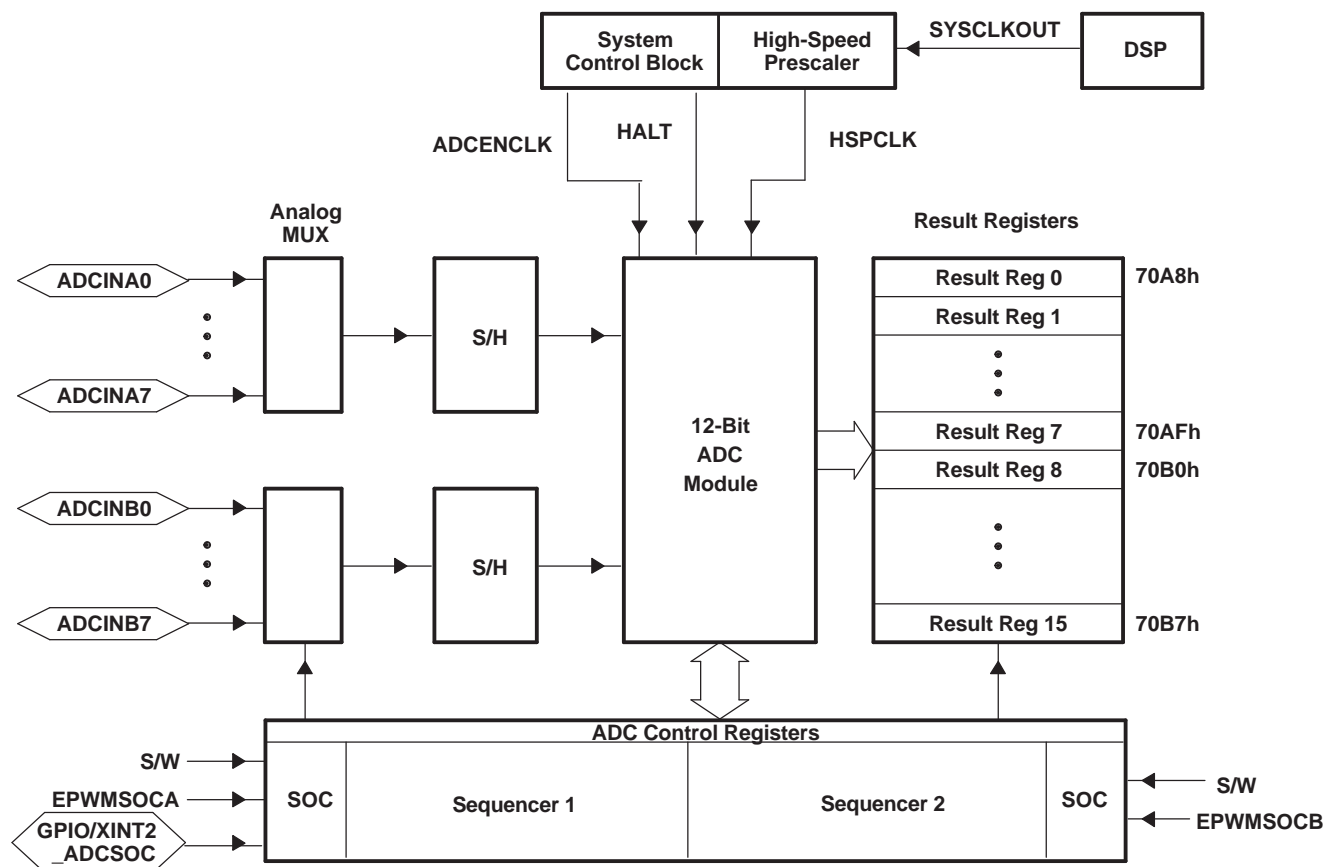 System
Control Block
High-Speed
Prescaler
SYSCLKOUT
DSP
ADCENCLK
HALT
HSPCLK
Analog
MUX
Result Registers
ADCINA0
ADCINA7
S/H
12-Bit
ADC
Module
Result Reg 0
70A8h
Result Reg 1
Result Reg 7
70AFh
Result Reg 8
70B0h
ADCINB0
ADCINB7
S/H
Result Reg 15
70B7h
ADC Control Registers
S/W
EPWMSOCA
GPIO/XINT2
_ADCSOC
SOC
Sequencer 1
Sequencer 2
SOC
S/W
EPWMSOCB